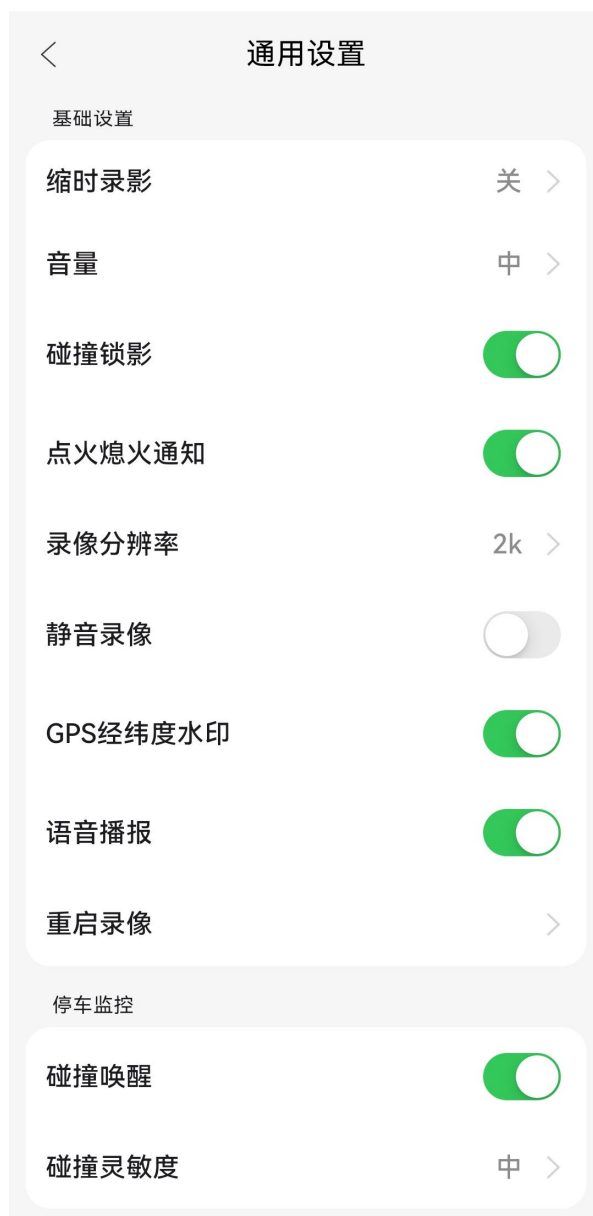 通用设置
基础设置
缩时录影 关
音量 中
碰撞锁影
点火熄火通知
录像分辨率 2k
静音录像
GPS经纬度水印
语音播报
重启录像
停车监控
碰撞唤醒
碰撞灵敏度 中